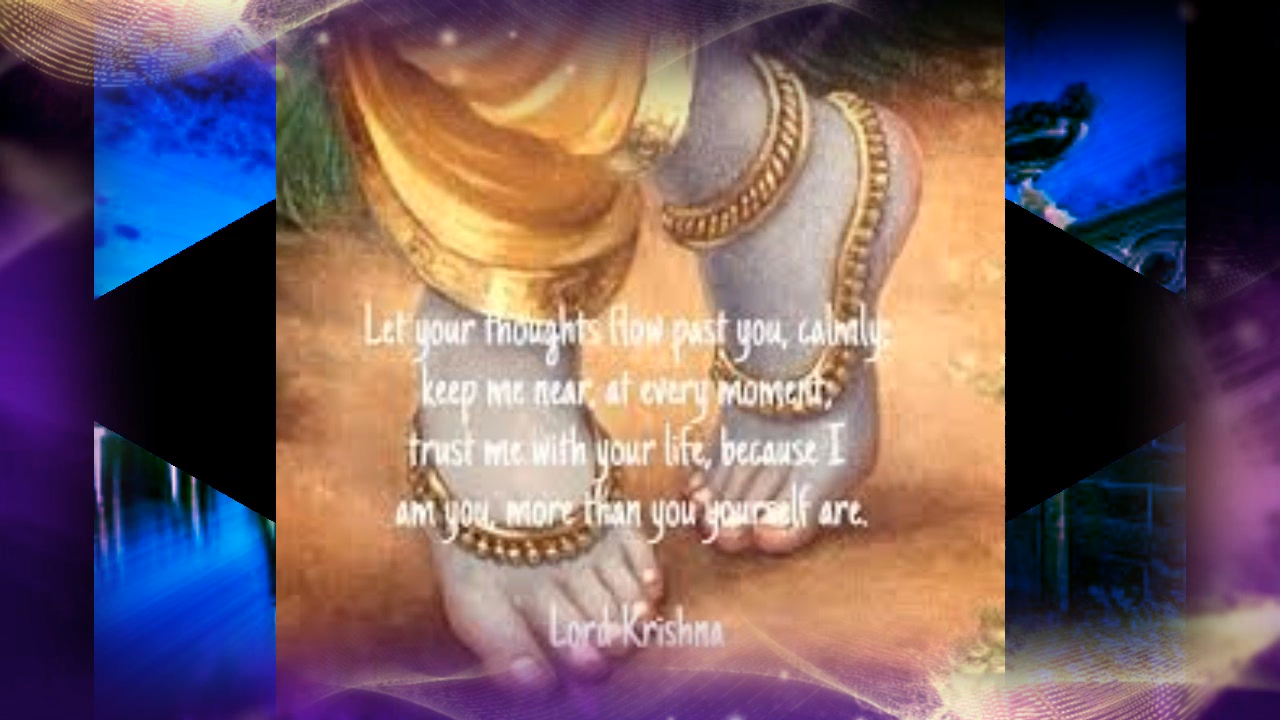 Let your thoughts flow past you, calmly;
keep me near, at every moment;
trust me with your life, because I
am you, more than you yourself are.
Lord Krishna